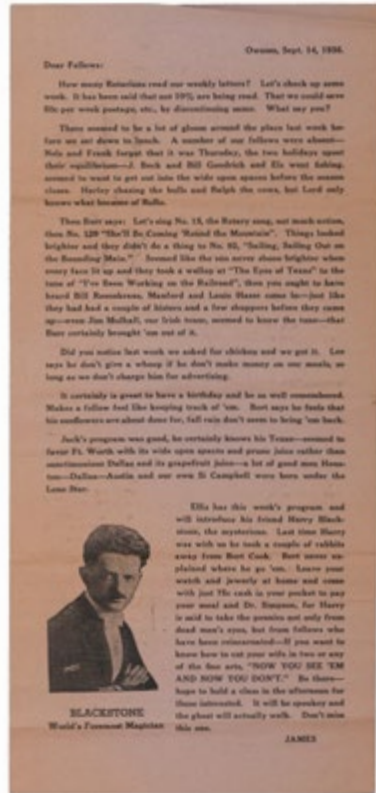 Owosso, Sept. 14, 1936.
Dear Fellows:
How many Rotarians read our weekly letters? Let's check up some
week. It has been said that not 10% are being read. That we could save
per week postage, etc., by discontinuing same. What say you?
There seemed to be a lot of gloom around the place last week be-
fore we sat down to lunch. A number of our fellows were absent—
Nels and Frank forgot that it was Thursday, the two holidays upset
their equilibrium—J. Beck and Bill Goodrich and Els went fishing,
seemed to want to get out into the wide open spaces before the season
closes. Harley chasing the bulls and Ralph the cows, but Lord only
knows what became of Rollo.
Then Burr says: Let's sing No. 15, the Rotary song, not much action,
then No. 129 "She'll Be Coming 'Round the Mountain". Things looked
brighter and they didn't do a thing to No. 82, "Sailing, Sailing Out on
the Bounding Main." Seemed like the sun never shone brighter when
every face lit up and they took a wallop at "The Eyes of Texas" to the
tune of "I've Been Working on the Railroad", then you ought to have
heard Bill Rosenkrans, Manford and Louis Hazer come in—just like
they had had a couple of and a few shoppers before they came
up—even Jim Mulhall, our Irish tenor, seemed to know the tune—that
Burr certainly brought 'em out of it.
Did you notice last week we asked for chicken and we got it. Lee
says he don't give a whoop if he don't make money on our meals, so
long as we don't charge him for advertising.
It certainly is great to have a birthday and be so well remembered.
Makes a fellow feel like keeping track of 'em. Bert says he feels that
his sunflowers are about done for, fall rain don't seem to bring 'em back.
Jack's program was good, he certainly knows his Texas—seemed to
favor Ft. Worth with its wide open spaces and prune juice rather than
sanctimonious Dallas and its grapefruit juice—a lot of good men Hous-
ton—Dallas—Austin and our own Si Campbell were born under the
Lone Star.
Ellis has this week's program and
will introduce his friend Harry Black-
stone, the mysterious. Last time Harry
was with us he took a couple of rabbits
away from Bert Cook. Bert never ex-
plained where he go 'em. Leave your
watch and jewerly at home and come
with just cash in your pocket to pay
your meal and Dr. Simpson, for Harry
is said to take the pennies not only from
dead men's eyes, but from fellows who
have been reincarnated—If you want to
know how to cut your wife in two or any
of the fine arts, "NOW YOU SEE 'EM
AND NOW YOU DON'T." Be there—
hope to hold a class in the afternoon for
those interested. It will be spookey and
the ghost will actually walk. Don't miss
this one.
JAMES
BLACKSTONE
World's Foremost Magician